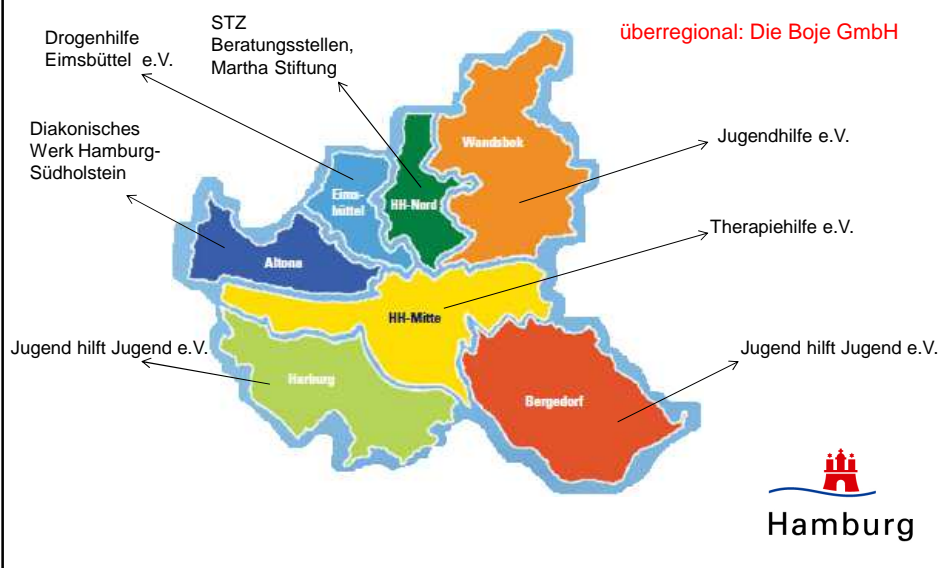 überregional: Die Boje GmbH
STZ
Beratungsstellen,
Martha Stiftung
Drogenhilfe
Eimsbüttel e.V.
Diakonisches
Werk Hamburg-
Südholstein
Jugendhilfe e.V.
Therapiehilfe e.V.
Jugend hilft Jugend e.V.
Jugend hilft Jugend e.V.
Wandsbek
Eims-
büttel
HH-Nord
Altona
HH-Mitte
Harburg
Bergedorf
Hamburg